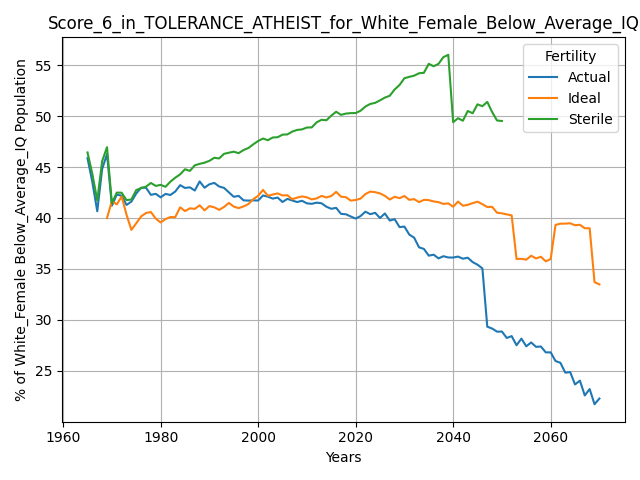 Score_6_in_TOLERANCE_ATHEIST_for_White_Female_Below_Average_IQ
% of White_Female Below_Average_IQ Population
55
50
45
40
35
30
25
Fertility
Actual
Ideal
Sterile
1960 1980 2000 2020 2040 2060
Years